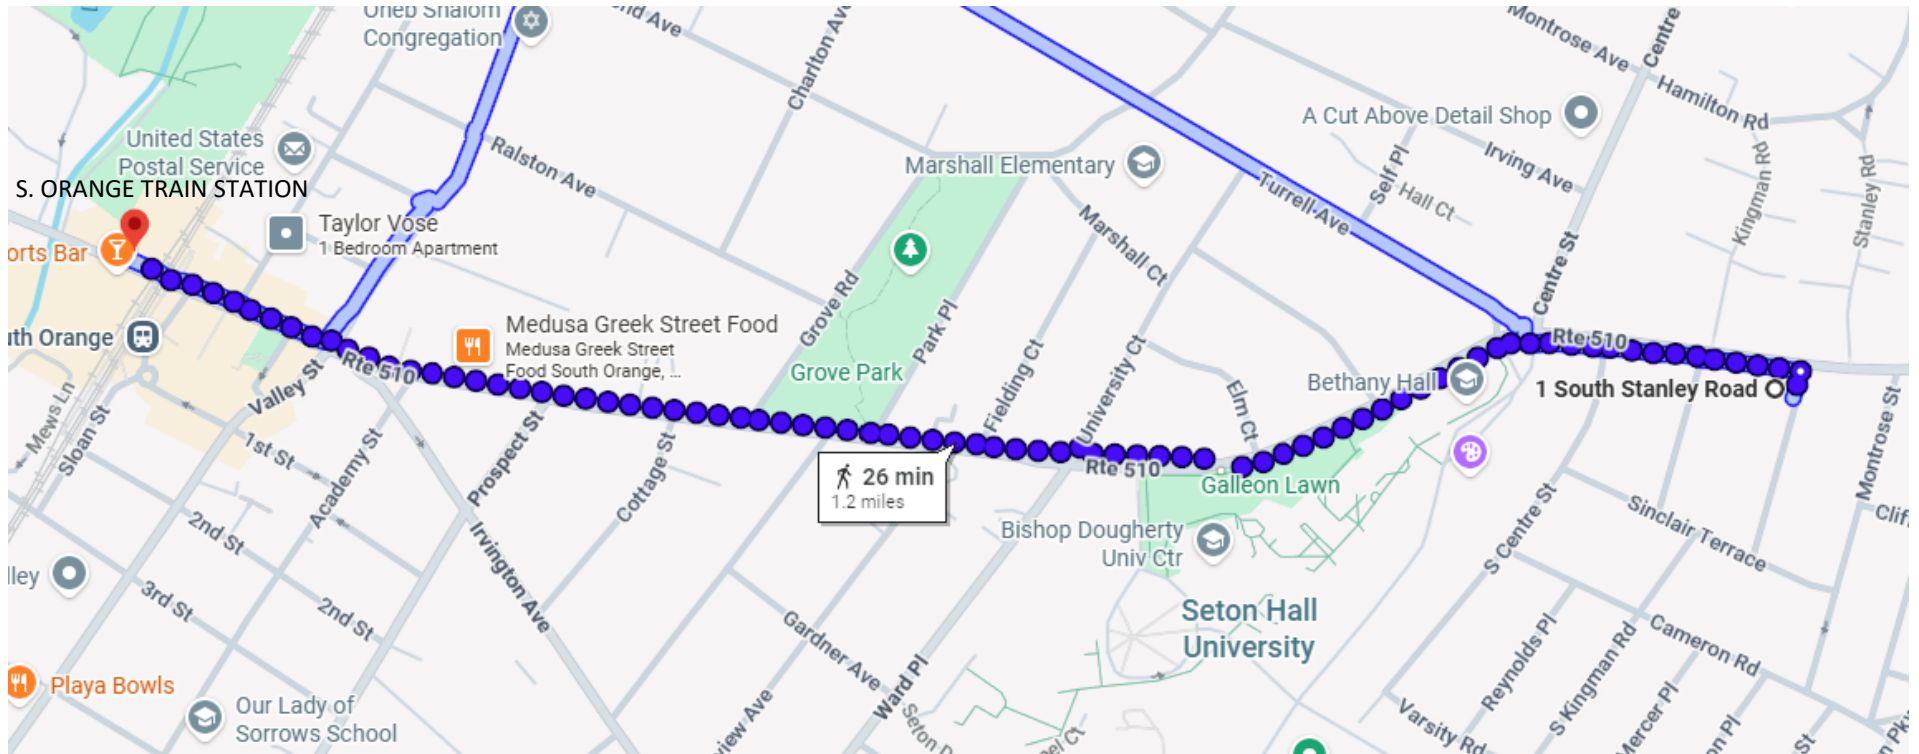 Oheb Shalom
Congregation
Charlton Ave
Montrose Ave
Centre
Hamilton Rd
A Cut Above Detail Shop
United States
Postal Service
Ralston Ave
Marshall Elementary
Self Pl
Irving Ave
Hall Ct
Kingman Rd
Stanley Rd
S. ORANGE TRAIN STATION
Turrell Ave
Taylor Vose
1 Bedroom Apartment
Marshall Ct
orts Bar
Centre St
Grove Rd
Park Pl
Medusa Greek Street Food
Medusa Greek Street
Food South Orange, ...
uth Orange
Rte 510
Rte 510
Valley St
Grove Park
Fielding Ct
University Ct
Elm Ct
Bethany Hall
1 South Stanley Road
Montrose St
Mews Ln
Sloan St
1st St
Academy St
Prospect St
Cottage St
26 min
1.2 miles
Rte 510
Galleon Lawn
Bishop Dougherty
Univ Ctr
S Centre St
Sinclair Terrace
Cliff
2nd St
Irvington Ave
lley
3rd St
2nd St
Seton Hall
University
Gardner Ave
Ward Pl
Reynolds Pl
S Kingman Rd
Cameron Rd
Mercer Pl
Playa Bowls
Our Lady of
Sorrows School
view Ave
Varsity Rd